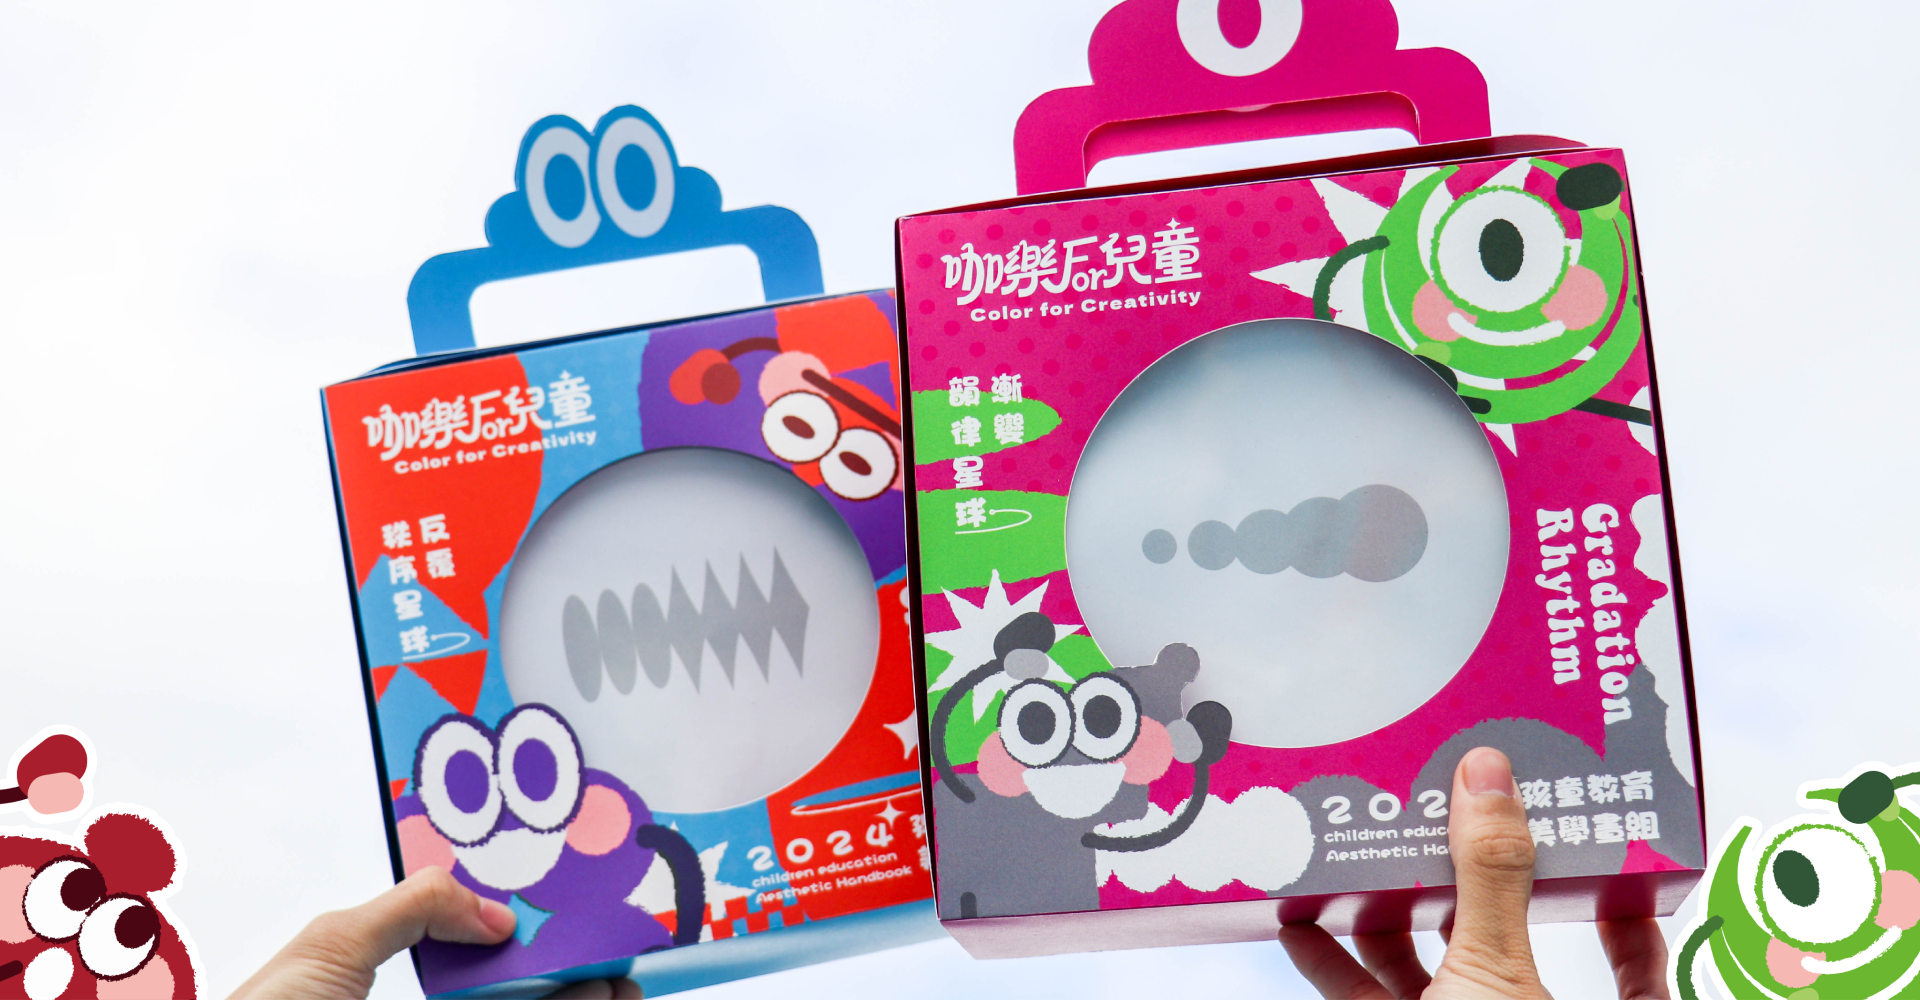 咖樂For兒童
Color for Creativity
反覆
秩序星球
2024
children education
Aesthetic Handbook
咖樂For兒童
Color for Creativity
漸變
韻律星球
Gradation
Rhythm
202
children
Aesthetic
孩童教育
美學畫組